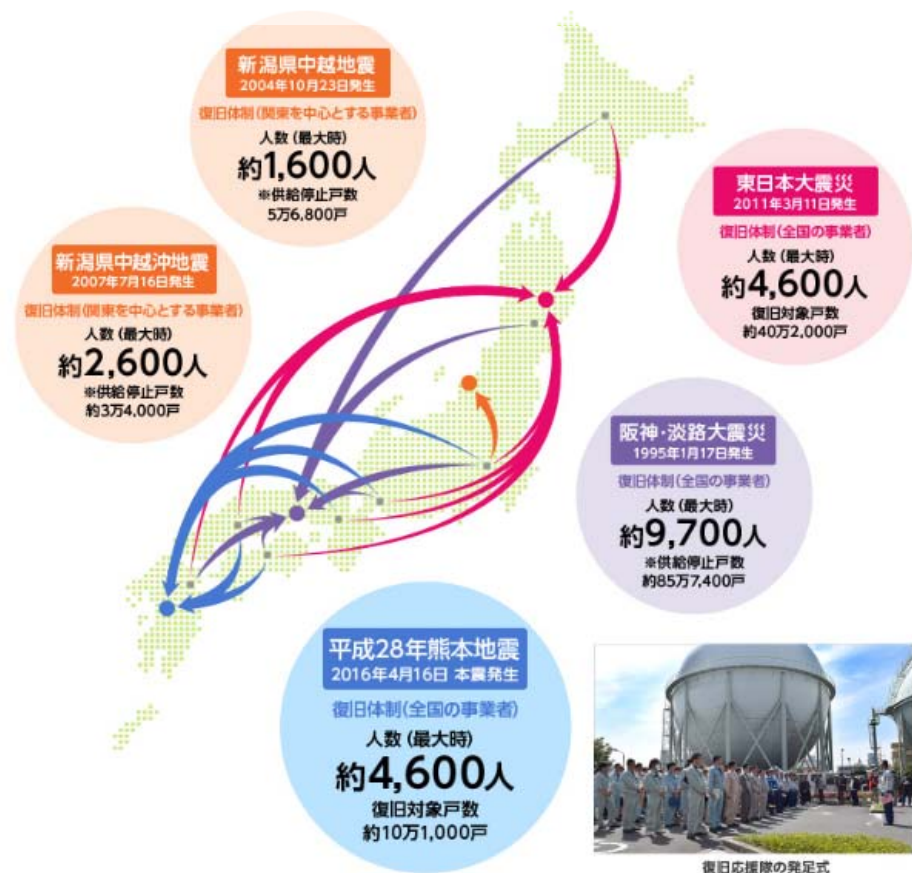 新潟県中越地震
2004年10月23日発生
復旧体制(関東を中心とする事業者)
人数(最大時)
約1,600人
※供給停止戸数
5万6,800戸
新潟県中越沖地震
2007年7月16日発生
復旧体制(関東を中心とする事業者)
人数(最大時)
約2,600人
※供給停止戸数
約3万4,000戸
東日本大震災
2011年3月11日発生
復旧体制(全国の事業者)
人数(最大時)
約4,600人
復旧対象戸数
約40万2,000戸
阪神・淡路大震災
1995年1月17日発生
復旧体制(全国の事業者)
人数(最大時)
約9,700人
※供給停止戸数
約85万7,400戸
平成28年熊本地震
2016年4月16日 本震発生
復旧体制(全国の事業者)
人数(最大時)
約4,600人
復旧対象戸数
約10万1,000戸
復旧応援隊の発足式